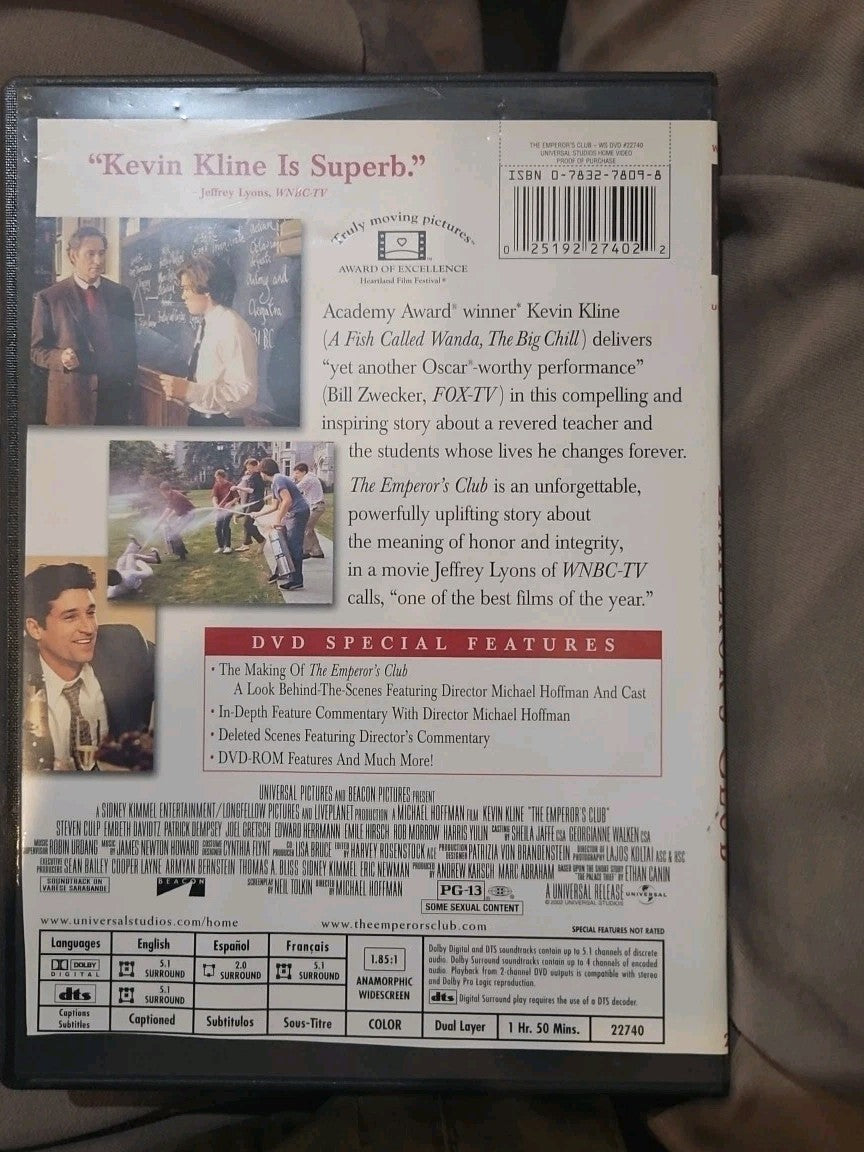 “Kevin Kline Is Superb.”
- Jeffrey Lyons, WNBC-TV
THE EMPEROR'S CLUB - WS DVD #22740
UNIVERSAL STUDIOS HOME VIDEO
PROOF OF PURCHASE
ISBN 0-7832-7809-8
0 25192 27402 2
Truly moving pictures
AWARD OF EXCELLENCE
Heartland Film Festival®
Academy Award® winner* Kevin Kline
(A Fish Called Wanda, The Big Chill) delivers
“yet another Oscar®-worthy performance”
(Bill Zwecker, FOX-TV) in this compelling and
inspiring story about a revered teacher and
the students whose lives he changes forever.
The Emperor's Club is an unforgettable,
powerfully uplifting story about
the meaning of honor and integrity,
in a movie Jeffrey Lyons of WNBC-TV
calls, “one of the best films of the year.”
DVD SPECIAL FEATURES
• The Making Of The Emperor's Club
A Look Behind-The-Scenes Featuring Director Michael Hoffman And Cast
• In-Depth Feature Commentary With Director Michael Hoffman
• Deleted Scenes Featuring Director's Commentary
• DVD-ROM Features And Much More!
UNIVERSAL PICTURES AND BEACON PICTURES PRESENT
A SIDNEY KIMMEL ENTERTAINMENT/LONGFELLOW PICTURES AND LIVEPLANET PRODUCTION A MICHAEL HOFFMAN FILM KEVIN KLINE "THE EMPEROR'S CLUB"
STEVEN CULP EMBETH DAVIDTZ PATRICK DEMPSEY JOEL GRETSCH EDWARD HERRMANN EMILE HIRSCH ROB MORROW HARRIS YULIN CASTING BY SHEILA JAFFE CSA GEORGIANNE WALKEN CSA
MUSIC SUPERVISOR ROBIN URDANG MUSIC BY JAMES NEWTON HOWARD COSTUME DESIGNER CYNTHIA FLYNT CO-PRODUCER LISA BRUCE EDITED BY HARVEY ROSENSTOCK ACE PRODUCTION DESIGNER PATRIZIA VON BRANDENSTEIN DIRECTOR OF PHOTOGRAPHY LAJOS KOLTAI ASC & HSC
EXECUTIVE PRODUCERS SEAN BAILEY COOPER LAYNE ARMYAN BERNSTEIN THOMAS A. BLISS SIDNEY KIMMEL ERIC NEWMAN PRODUCED BY ANDREW KARSCH MARC ABRAHAM BASED UPON THE SHORT STORY "THE PALACE THIEF" BY ETHAN CANIN
SOUNDTRACK ON VARÈSE SARABANDE
BEACON
SCREENPLAY BY NEIL TOLKIN DIRECTED BY MICHAEL HOFFMAN
PG-13
SOME SEXUAL CONTENT
A UNIVERSAL RELEASE
© 2002 UNIVERSAL STUDIOS
UNIVERSAL
www.universalstudios.com/home
www.theemperorsclub.com
SPECIAL FEATURES NOT RATED
Languages English Español Français
DOLBY DIGITAL 5.1 SURROUND 2.0 SURROUND 5.1 SURROUND
dts 5.1 SURROUND
Captions Subtitles Captioned Subtitulos Sous-Titre
1.85:1
ANAMORPHIC
WIDESCREEN
COLOR
Dolby Digital and DTS soundtracks contain up to 5.1 channels of discrete
audio. Dolby Surround soundtracks contain up to 4 channels of encoded
audio. Playback from 2-channel DVD outputs is compatible with stereo
and Dolby Pro Logic reproduction.
dts Digital Surround play requires the use of a DTS decoder.
Dual Layer 1 Hr. 50 Mins. 22740